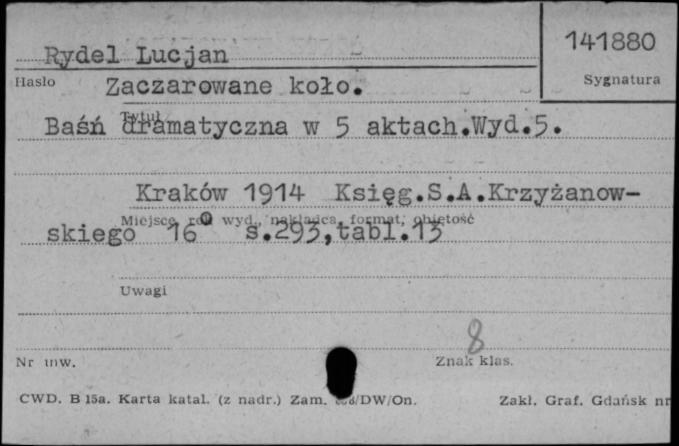 Rydel Lucjan
141880
Hasło
Sygnatura
Zaczarowane koło.
Tytuł
Baśń dramatyczna w 5 aktach.Wyd.5.
Kraków 1914 Księg.S.A.Krzyżanow-
Miejsce, rok wyd., nakładca, format, objętość
skiego 16° s.293,tabl.13
Uwagi
8
Nr inw.
Znak klas.
CWD. B 15a. Karta katal. (z nadr.) Zam. /DW/On.
Zakł. Graf. Gdańsk nr